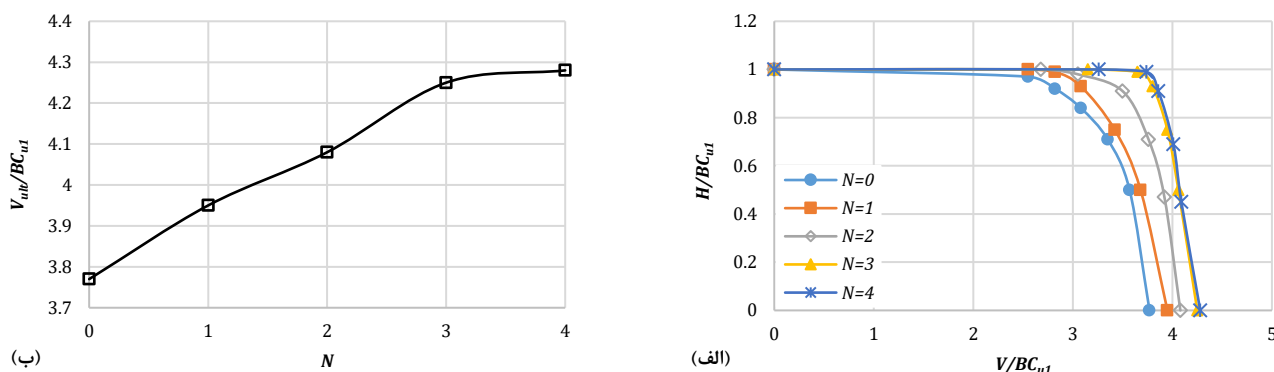 4.4
4.3
4.2
4.1
4
3.9
3.8
3.7
V_ult/BC_u1
0 1 2 3 4
N
(ب)
1.2
1
0.8
0.6
0.4
0.2
0
H/BC_u1
N=0
N=1
N=2
N=3
N=4
0 1 2 3 4 5
V/BC_u1
(الف)